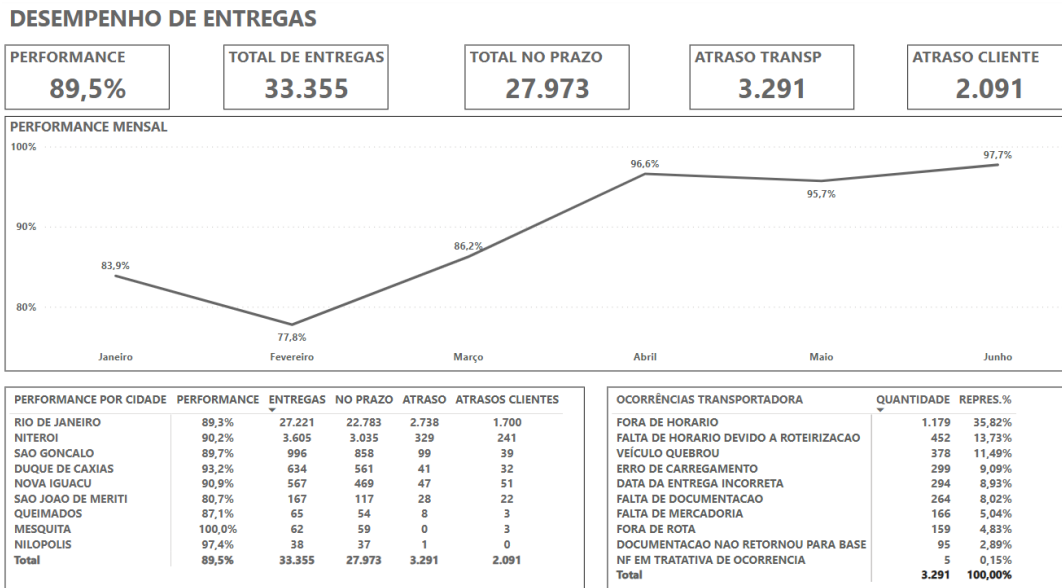 DESEMPENHO DE ENTREGAS
PERFORMANCE
89,5%
TOTAL DE ENTREGAS
33.355
TOTAL NO PRAZO
27.973
ATRASO TRANSP
3.291
ATRASO CLIENTE
2.091
PERFORMANCE MENSAL
100%
90%
80%
83,9%
77,8%
86,2%
96,6%
95,7%
97,7%
Janeiro Fevereiro Março Abril Maio Junho
PERFORMANCE POR CIDADE PERFORMANCE ENTREGAS NO PRAZO ATRASO ATRASOS CLIENTES
RIO DE JANEIRO 89,3% 27.221 22.783 2.738 1.700
NITEROI 90,2% 3.605 3.035 329 241
SAO GONCALO 89,7% 996 858 99 39
DUQUE DE CAXIAS 93,2% 634 561 41 32
NOVA IGUACU 90,9% 567 469 47 51
SAO JOAO DE MERITI 80,7% 167 117 28 22
QUEIMADOS 87,1% 65 54 8 3
MESQUITA 100,0% 62 59 0 3
NILOPOLIS 97,4% 38 37 1 0
Total 89,5% 33.355 27.973 3.291 2.091
OCORRÊNCIAS TRANSPORTADORA QUANTIDADE REPRES.%
FORA DE HORARIO 1.179 35,82%
FALTA DE HORARIO DEVIDO A ROTEIRIZACAO 452 13,73%
VEÍCULO QUEBROU 378 11,49%
ERRO DE CARREGAMENTO 299 9,09%
DATA DA ENTREGA INCORRETA 294 8,93%
FALTA DE DOCUMENTACAO 264 8,02%
FALTA DE MERCADORIA 166 5,04%
FORA DE ROTA 159 4,83%
DOCUMENTACAO NAO RETORNOU PARA BASE 95 2,89%
NF EM TRATATIVA DE OCORRENCIA 5 0,15%
Total 3.291 100,00%